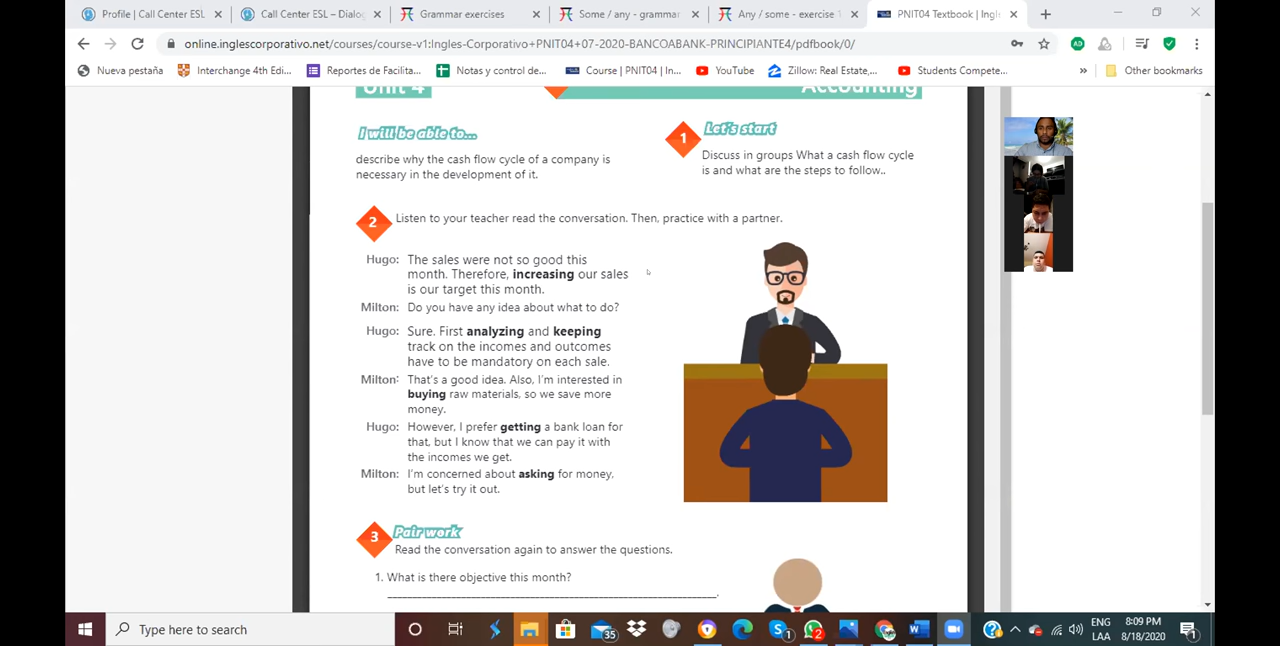 Profile | Call Center ESL
Call Center ESL – Dialo
Grammar exercises
Some / any - grammar
Any / some - exercise 1
PNIT04 Textbook | Ingl
online.inglescorporativo.net/courses/course-v1:Ingles-Corporativo+PNIT04+07-2020-BANCOABANK-PRINCIPIANTE4/pdfbook/0/
Nueva pestaña
Interchange 4th Edi...
Reportes de Facilita...
Notas y control de...
Course | PNIT04 | In...
YouTube
Zillow: Real Estate,...
Students Compete...
»
Other bookmarks
Unit 4
Accounting
I will be able to...
describe why the cash flow cycle of a company is
necessary in the development of it.
1
Let's start
Discuss in groups What a cash flow cycle
is and what are the steps to follow..
2
Listen to your teacher read the conversation. Then, practice with a partner.
Hugo: The sales were not so good this
month. Therefore, increasing our sales
is our target this month.
Milton: Do you have any idea about what to do?
Hugo: Sure. First analyzing and keeping
track on the incomes and outcomes
have to be mandatory on each sale.
Milton: That's a good idea. Also, I'm interested in
buying raw materials, so we save more
money.
Hugo: However, I prefer getting a bank loan for
that, but I know that we can pay it with
the incomes we get.
Milton: I'm concerned about asking for money,
but let's try it out.
3
Pair work
Read the conversation again to answer the questions.
1. What is there objective this month?
Type here to search
35
1
2
ENG
LAA
8:09 PM
8/18/2020
1